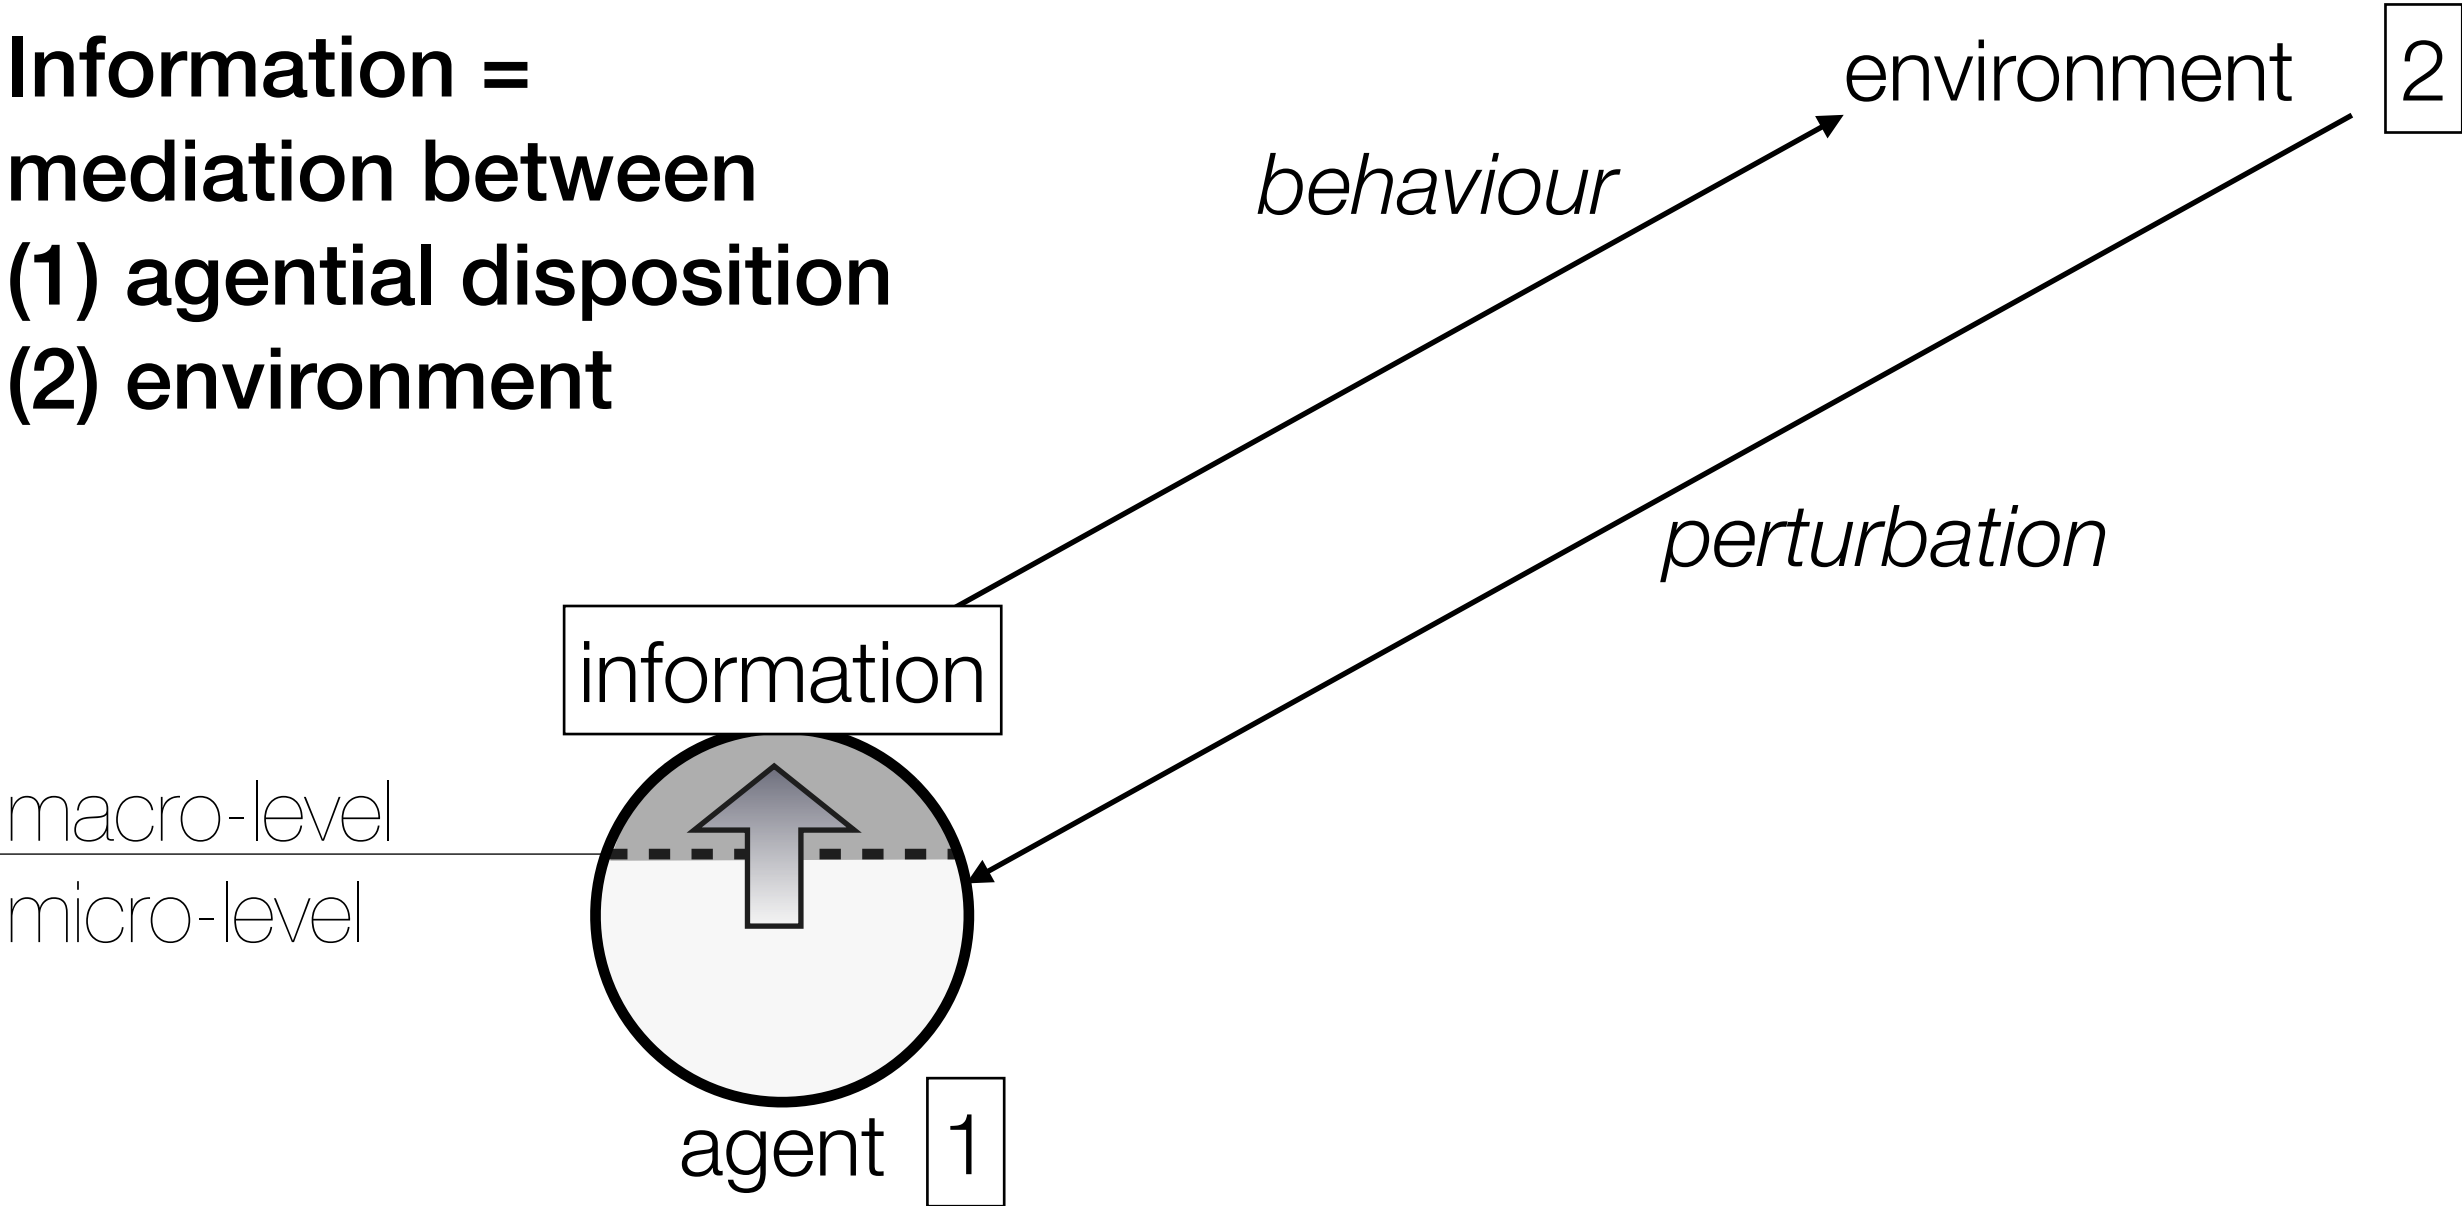 Information =
mediation between
(1) agential disposition
(2) environment
environment 2
behaviour
perturbation
information
macro-level
micro-level
agent 1